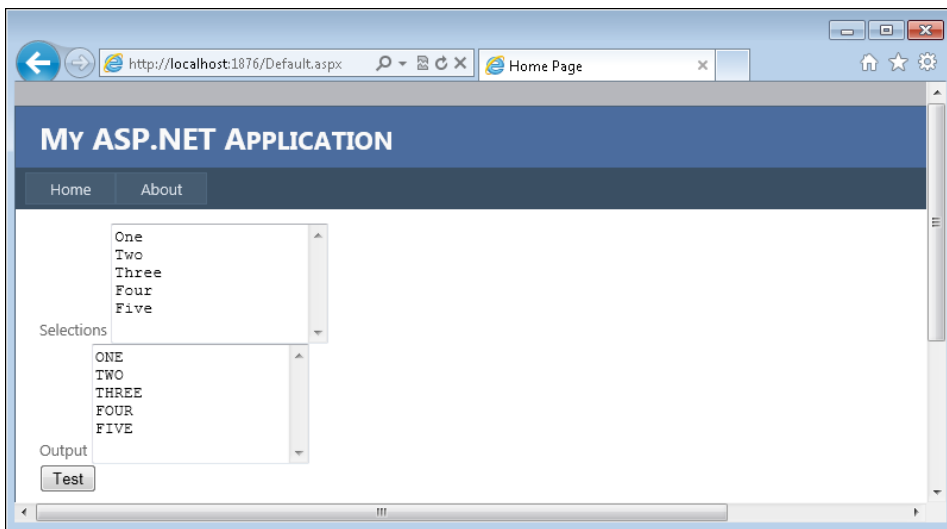 http://localhost:1876/Default.aspx
Home Page
MY ASP.NET APPLICATION
Home About
One
Two
Three
Four
Five
Selections
ONE
TWO
THREE
FOUR
FIVE
Output
Test